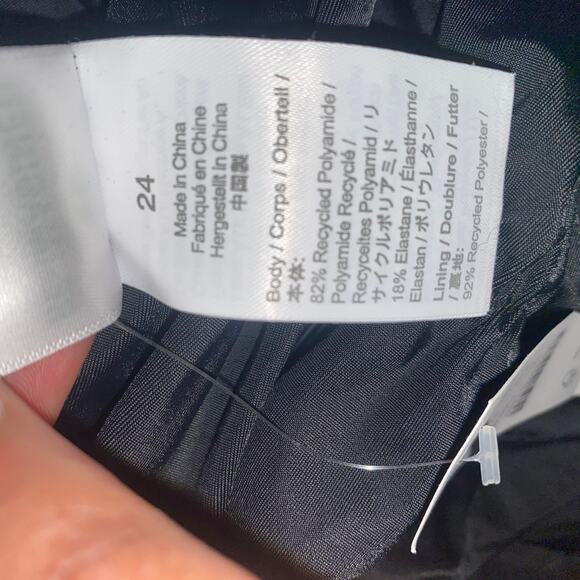 24
Made in China
Fabriqué en Chine
Hergestellt in China
中国製
Body / Corps / Oberteil /
本体:
82% Recycled Polyamide /
Polyamide Recyclé /
Recyceltes Polyamid / リ
サイクルポリアミド
18% Elastane / Élasthanne /
Elastan / ポリウレタン
Lining / Doublure / Futter
/ 裏地:
92% Recycled Polyester /